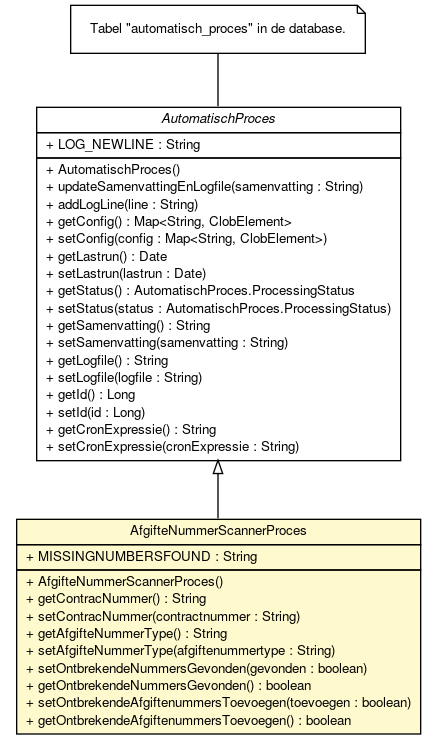 Tabel "automatisch_proces" in de database.
AutomatischProces
+ LOG_NEWLINE : String
+ AutomatischProces()
+ updateSamenvattingEnLogfile(samenvatting : String)
+ addLogLine(line : String)
+ getConfig() : Map<String, ClobElement>
+ setConfig(config : Map<String, ClobElement>)
+ getLastrun() : Date
+ setLastrun(lastrun : Date)
+ getStatus() : AutomatischProces.ProcessingStatus
+ setStatus(status : AutomatischProces.ProcessingStatus)
+ getSamenvatting() : String
+ setSamenvatting(samenvatting : String)
+ getLogfile() : String
+ setLogfile(logfile : String)
+ getId() : Long
+ setId(id : Long)
+ getCronExpressie() : String
+ setCronExpressie(cronExpressie : String)
AfgifteNummerScannerProces
+ MISSINGNUMBERSFOUND : String
+ AfgifteNummerScannerProces()
+ getContracNummer() : String
+ setContracNummer(contractnummer : String)
+ getAfgifteNummerType() : String
+ setAfgifteNummerType(afgiftenummertype : String)
+ setOntbrekendeNummersGevonden(gevonden : boolean)
+ getOntbrekendeNummersGevonden() : boolean
+ setOntbrekendeAfgiftenummersToevoegen(toevoegen : boolean)
+ getOntbrekendeAfgiftenummersToevoegen() : boolean